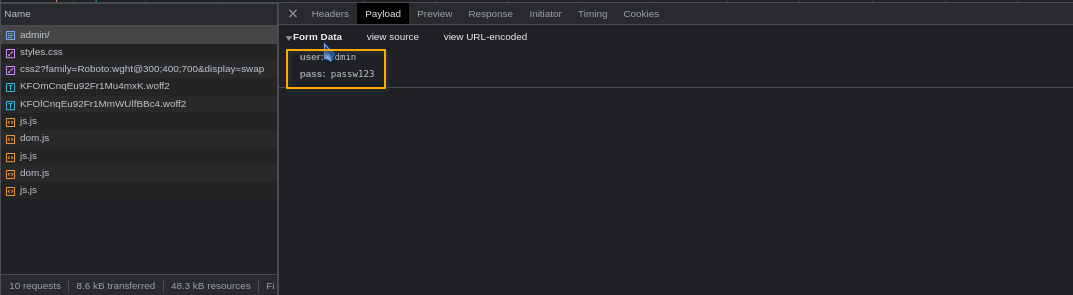 Name
admin/
styles.css
css2?family=Roboto:wght@300;400;700&display=swap
KFOmCnqEu92Fr1Mu4mxK.woff2
KFOlCnqEu92Fr1MmWUlfBBc4.woff2
js.js
dom.js
js.js
dom.js
js.js
10 requests 8.6 kB transferred 48.3 kB resources Fi
Headers Payload Preview Response Initiator Timing Cookies
Form Data view source view URL-encoded
user: dmin
pass: passw123